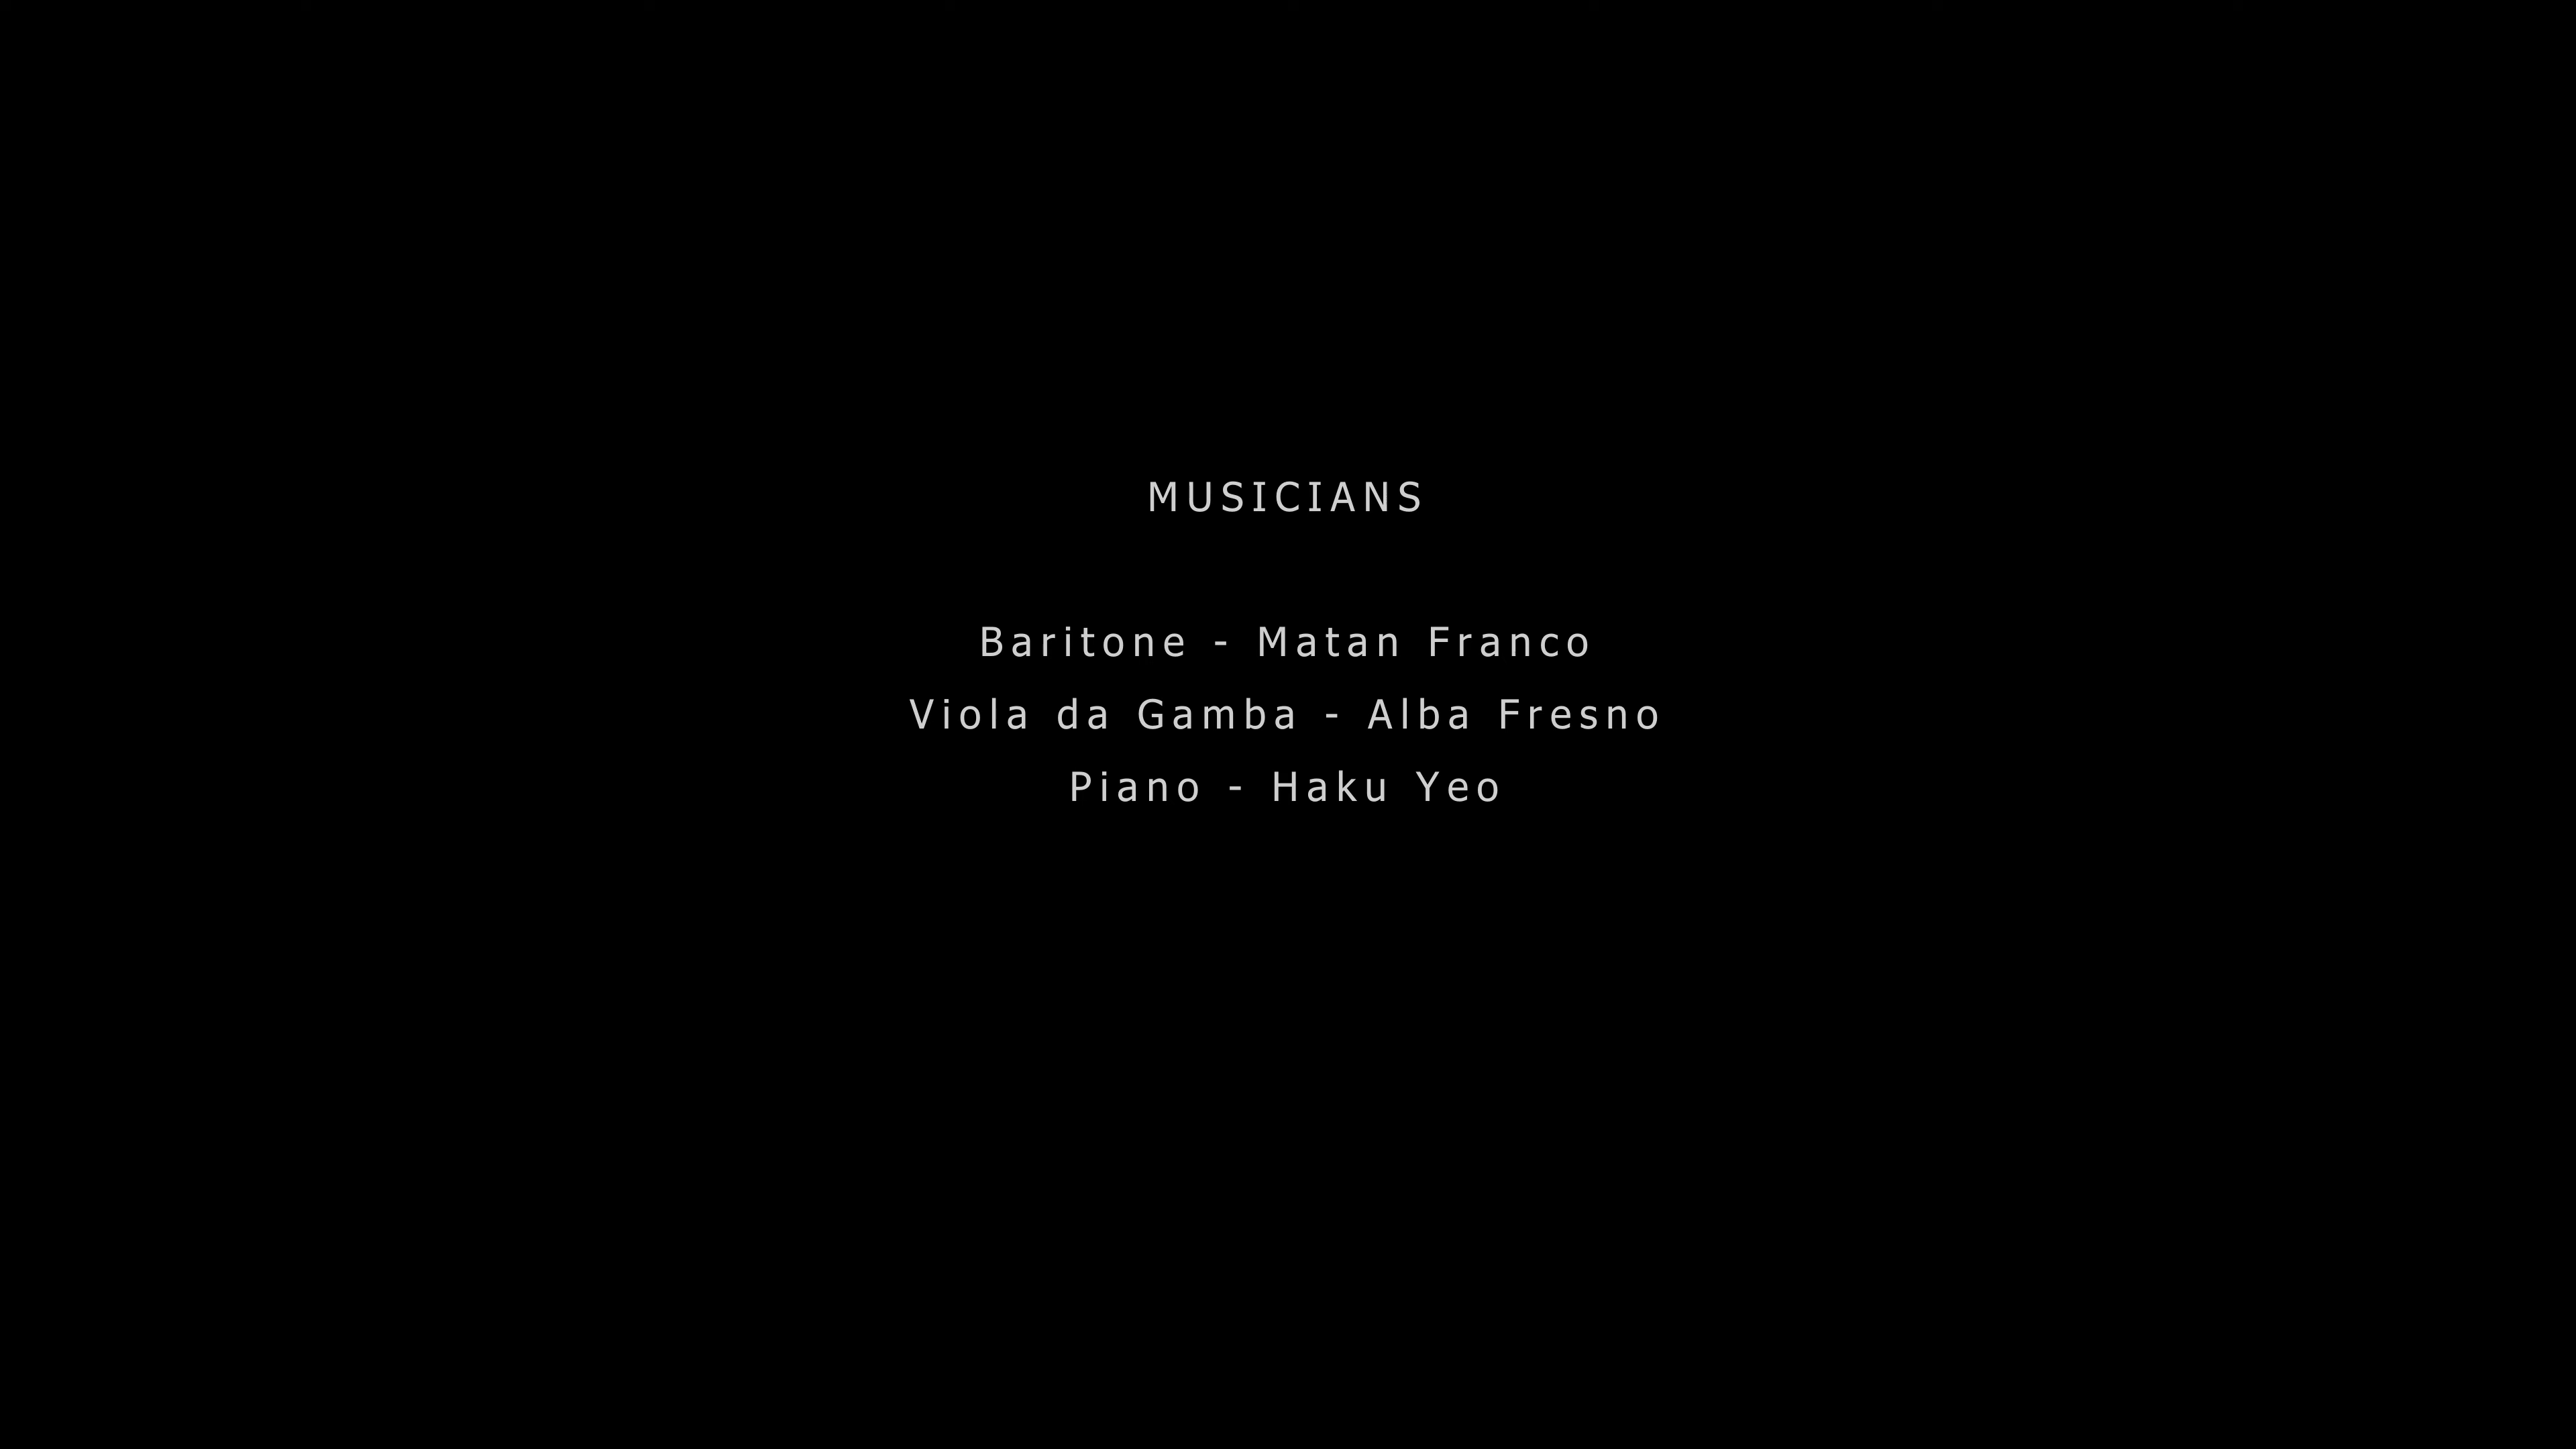 MUSICIANS
Baritone - Matan Franco
Viola da Gamba - Alba Fresno
Piano - Haku Yeo